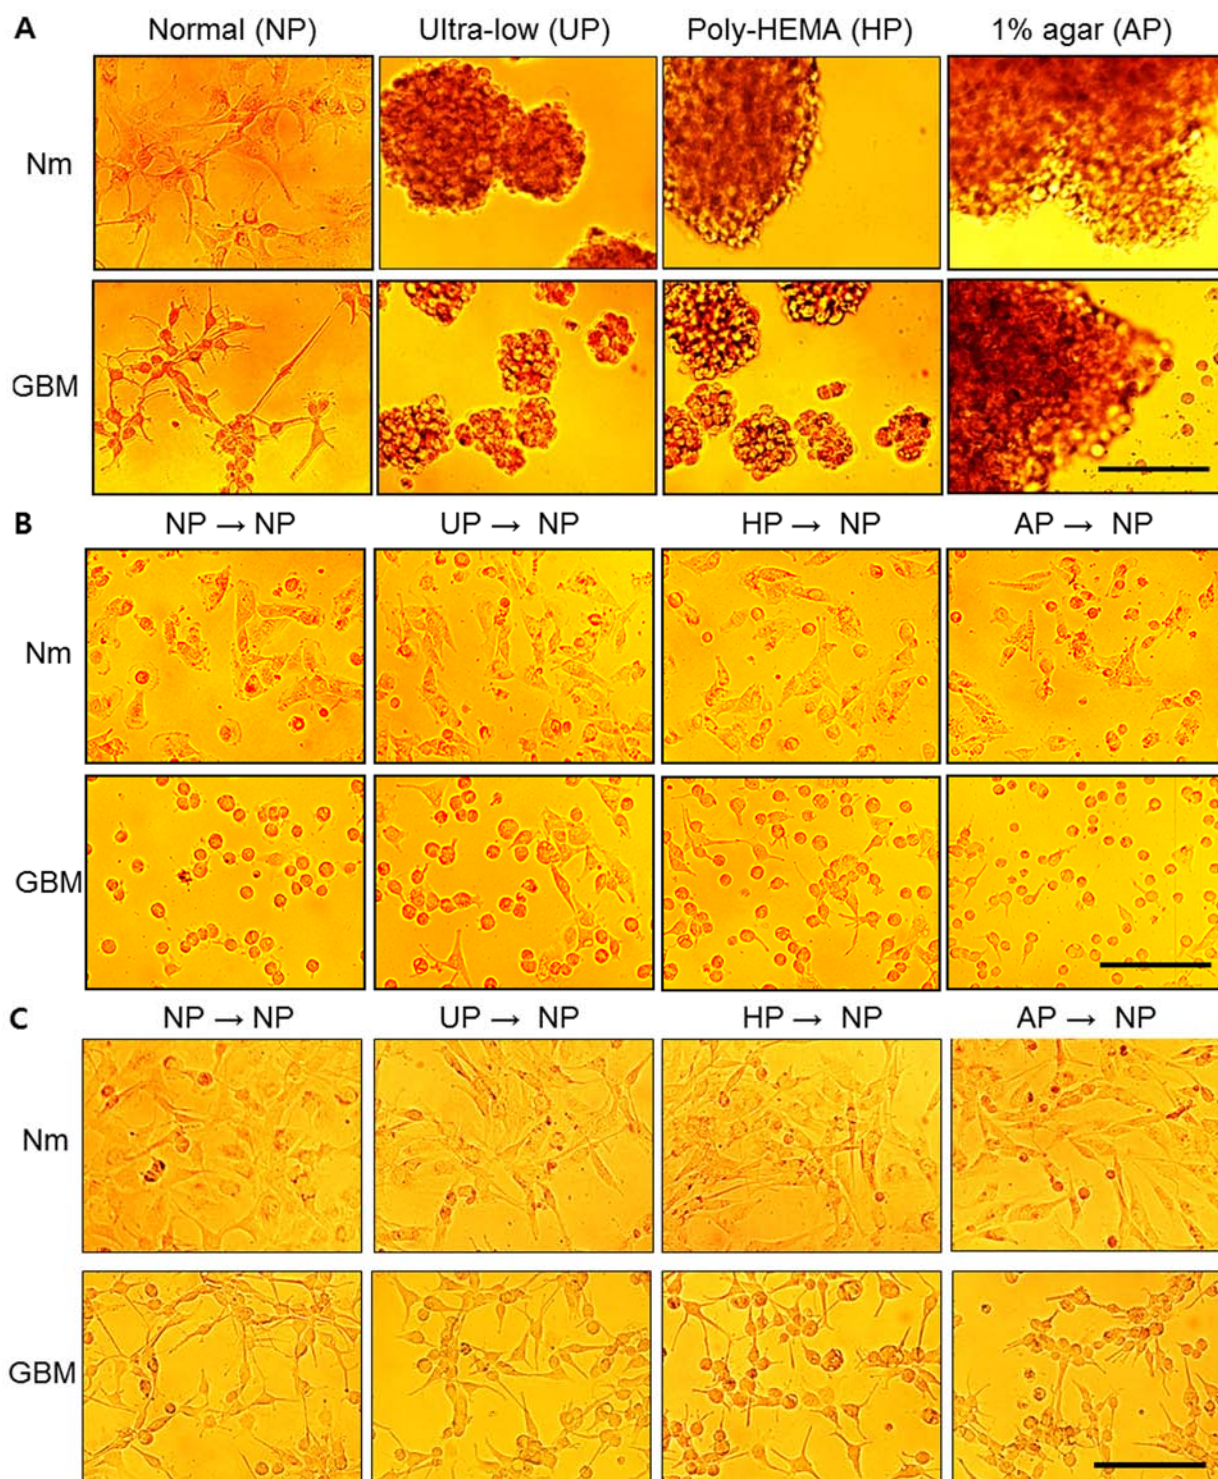 A Normal (NP) Ultra-low (UP) Poly-HEMA (HP) 1% agar (AP)
Nm
GBM
B NP → NP UP → NP HP → NP AP → NP
Nm
GBM
C NP → NP UP → NP HP → NP AP → NP
Nm
GBM